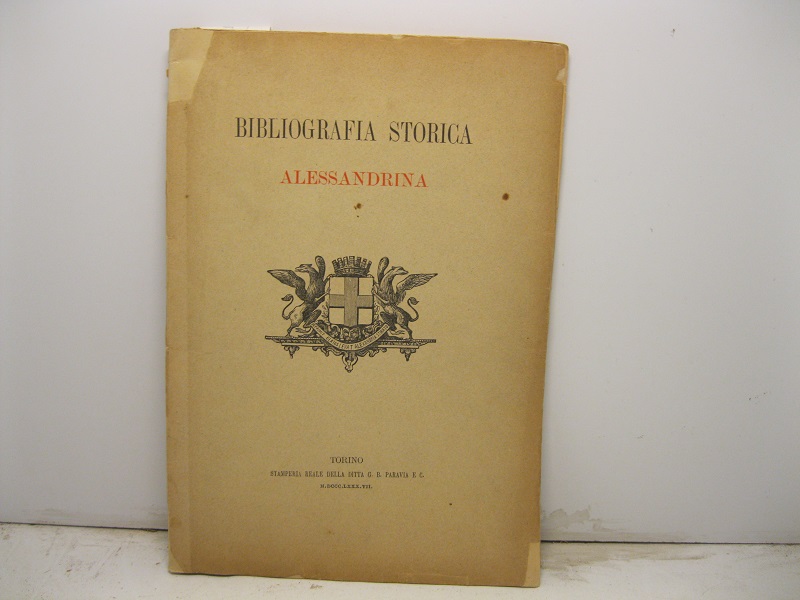 BIBLIOGRAFIA STORICA
ALESSANDRINA
TORINO
STAMPERIA REALE DELLA DITTA G. B. PARAVIA E C.
M.DCCC.LXXX.VII.